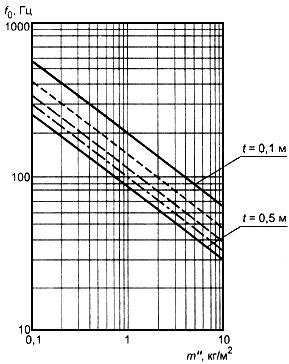 f₀, Гц
1000
t = 0,1 м
100
t = 0,5 м
10
0,1
1
10
m", кг/м²